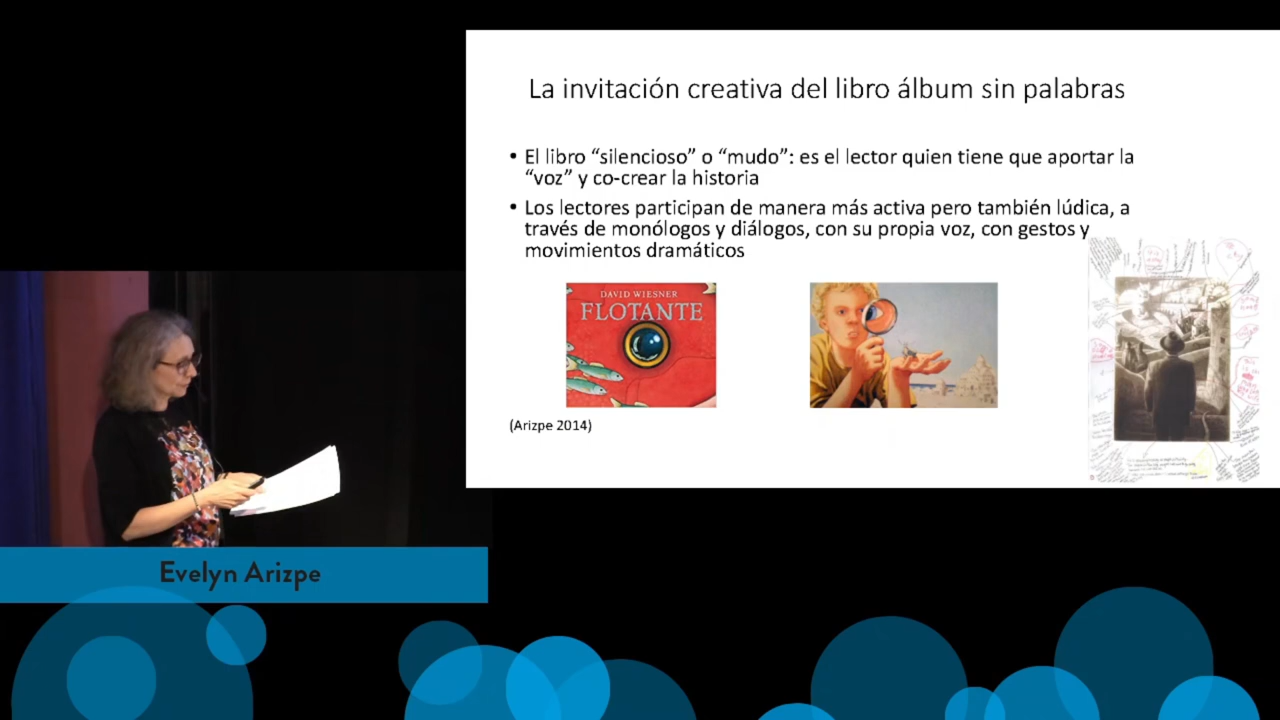 La invitación creativa del libro álbum sin palabras
• El libro “silencioso” o “mudo”: es el lector quien tiene que aportar la
“voz” y co-crear la historia
• Los lectores participan de manera más activa pero también lúdica, a
través de monólogos y diálogos, con su propia voz, con gestos y
movimientos dramáticos
DAVID WIESNER
FLOTANTE
(Arizpe 2014)
Evelyn Arizpe